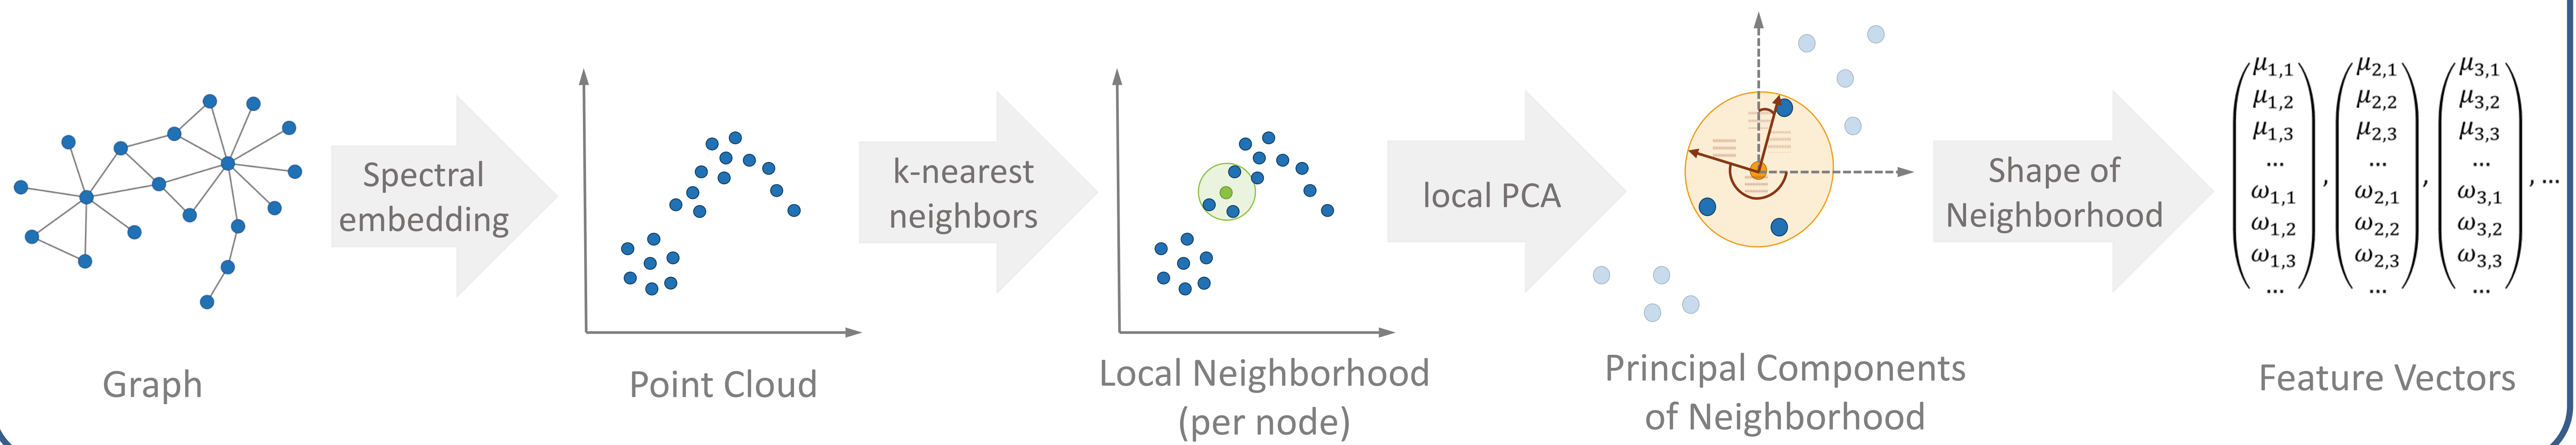 Spectral
embedding
k-nearest
neighbors
local PCA
Shape of
Neighborhood
μ1,1 μ2,1 μ3,1
μ1,2 μ2,2 μ3,2
μ1,3 μ2,3 μ3,3
... ... ...
, , , ...
ω1,1 ω2,1 ω3,1
ω1,2 ω2,2 ω3,2
ω1,3 ω2,3 ω3,3
... ... ...
Graph
Point Cloud
Local Neighborhood
(per node)
Principal Components
of Neighborhood
Feature Vectors